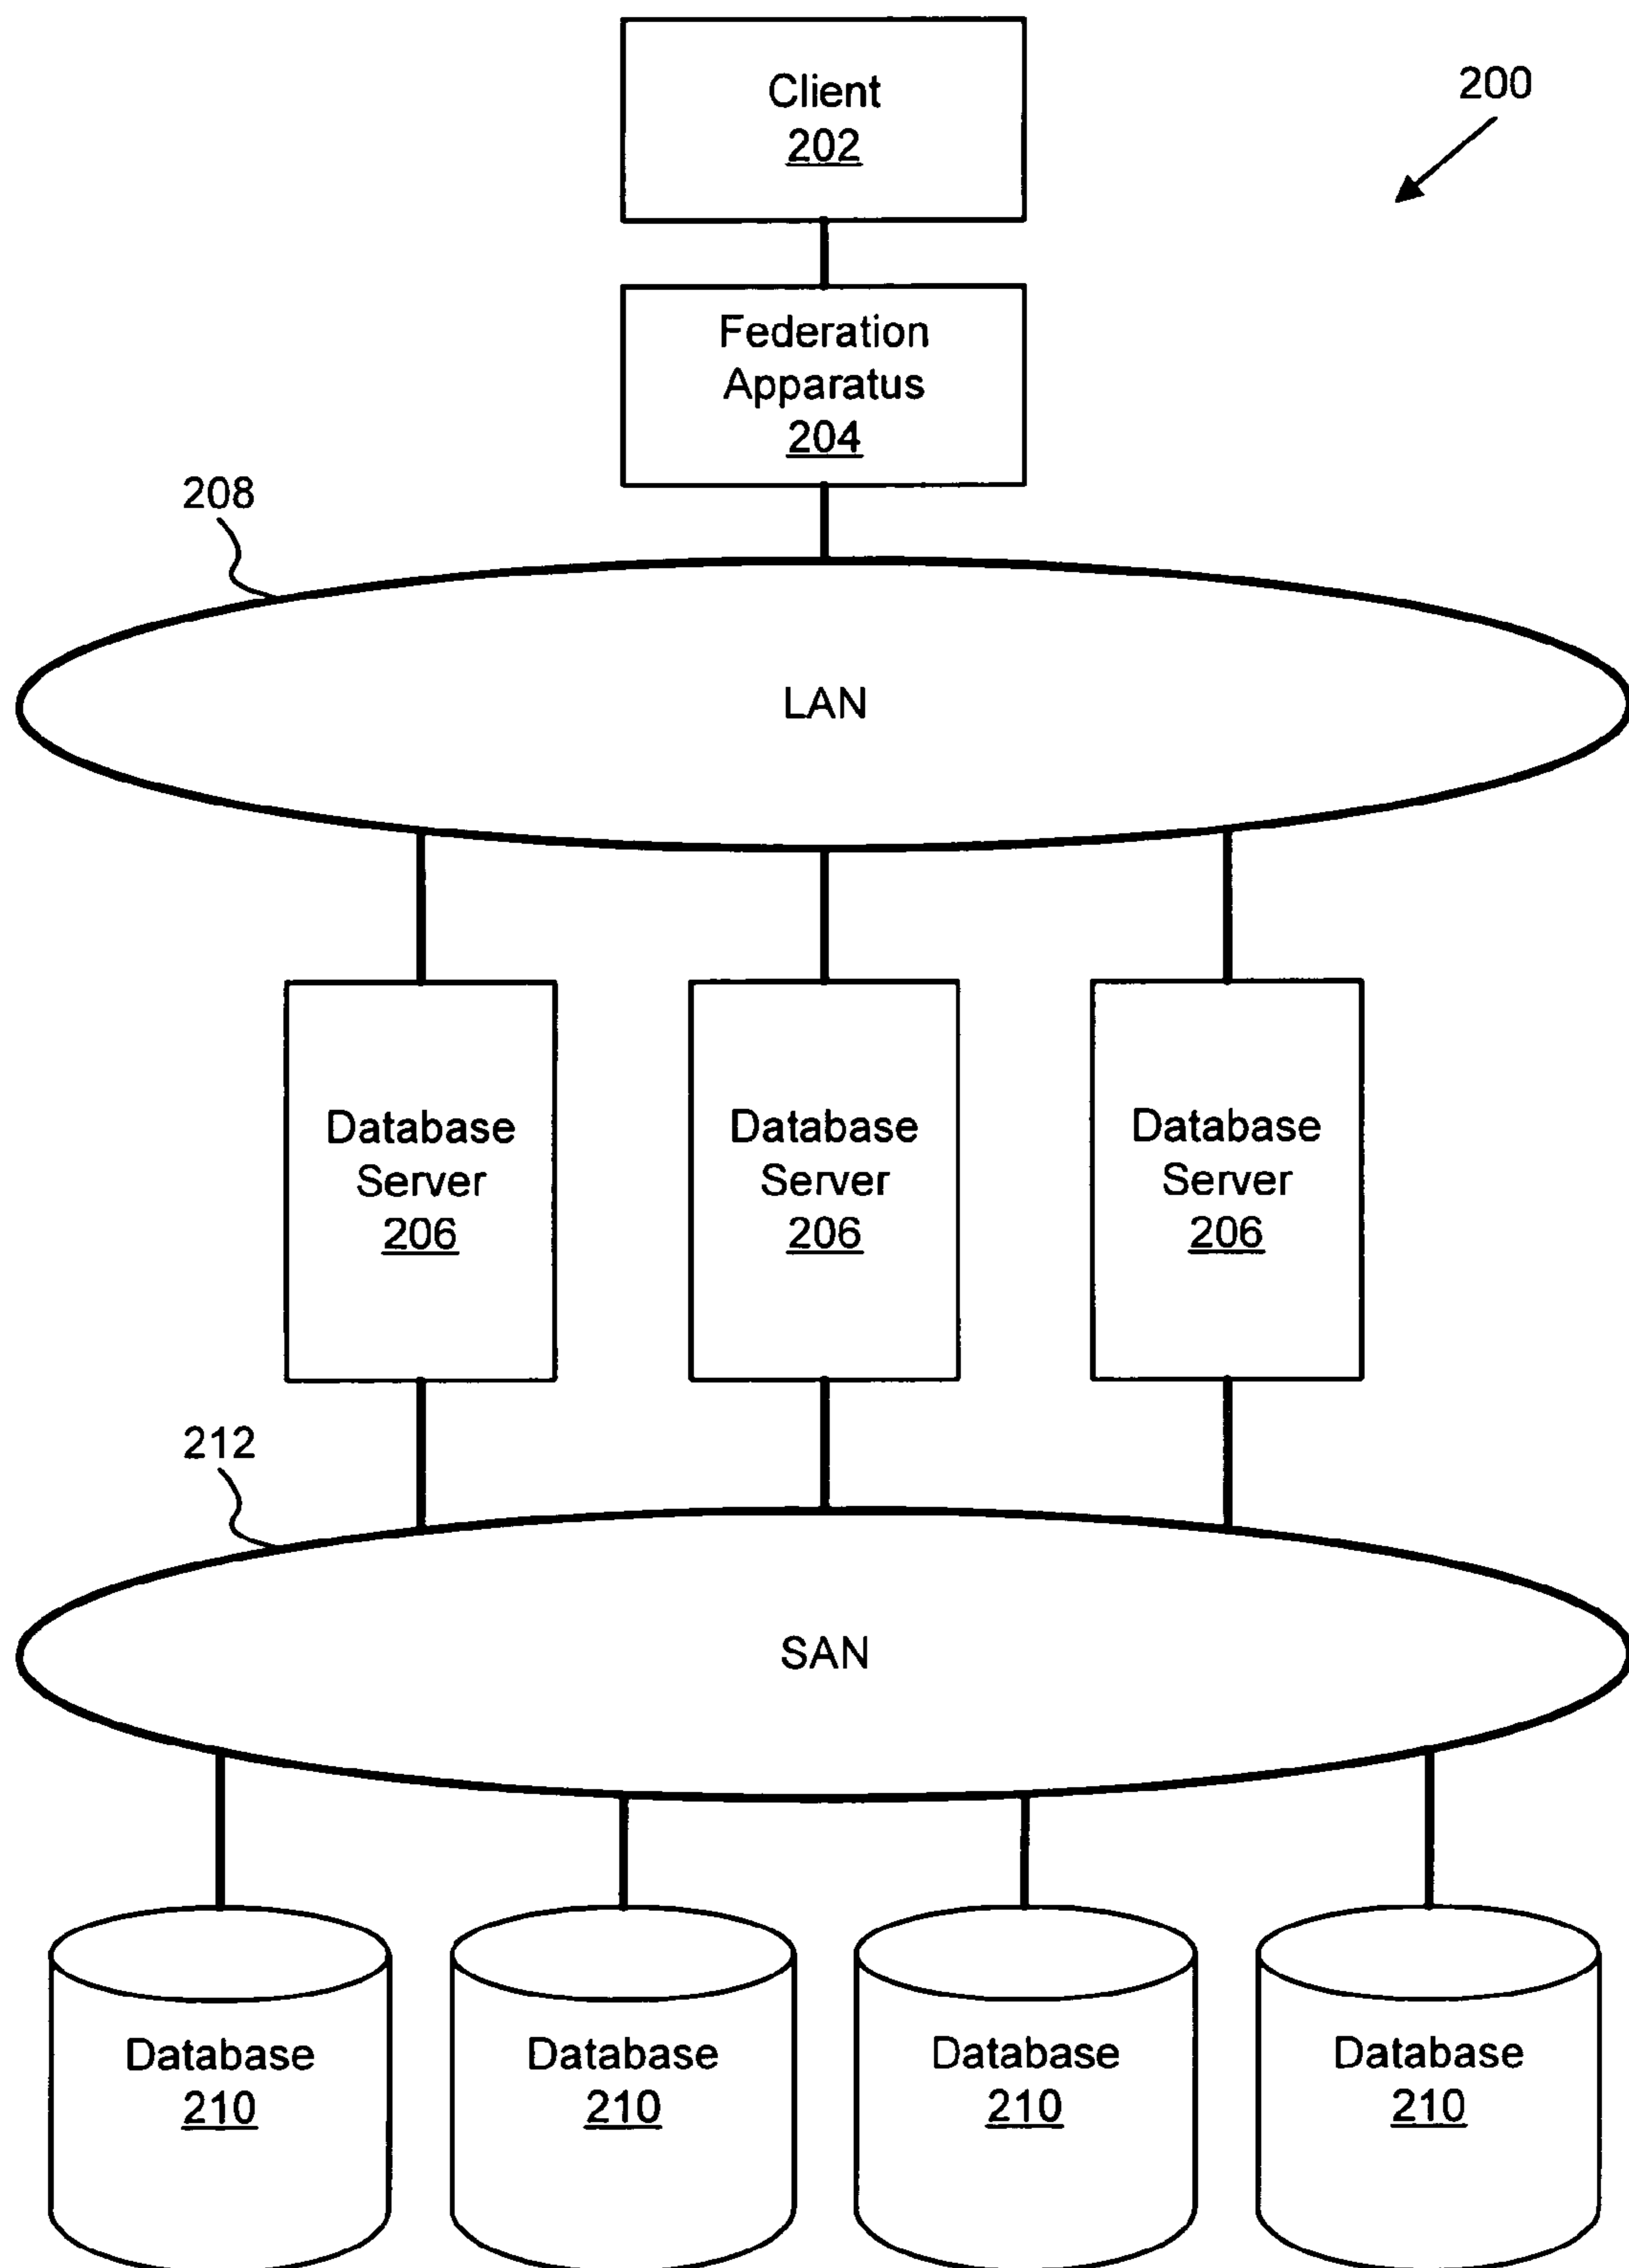 Client
202
200
Federation
Apparatus
204
208
LAN
Database
Server
206
Database
Server
206
Database
Server
206
212
SAN
Database
210
Database
210
Database
210
Database
210